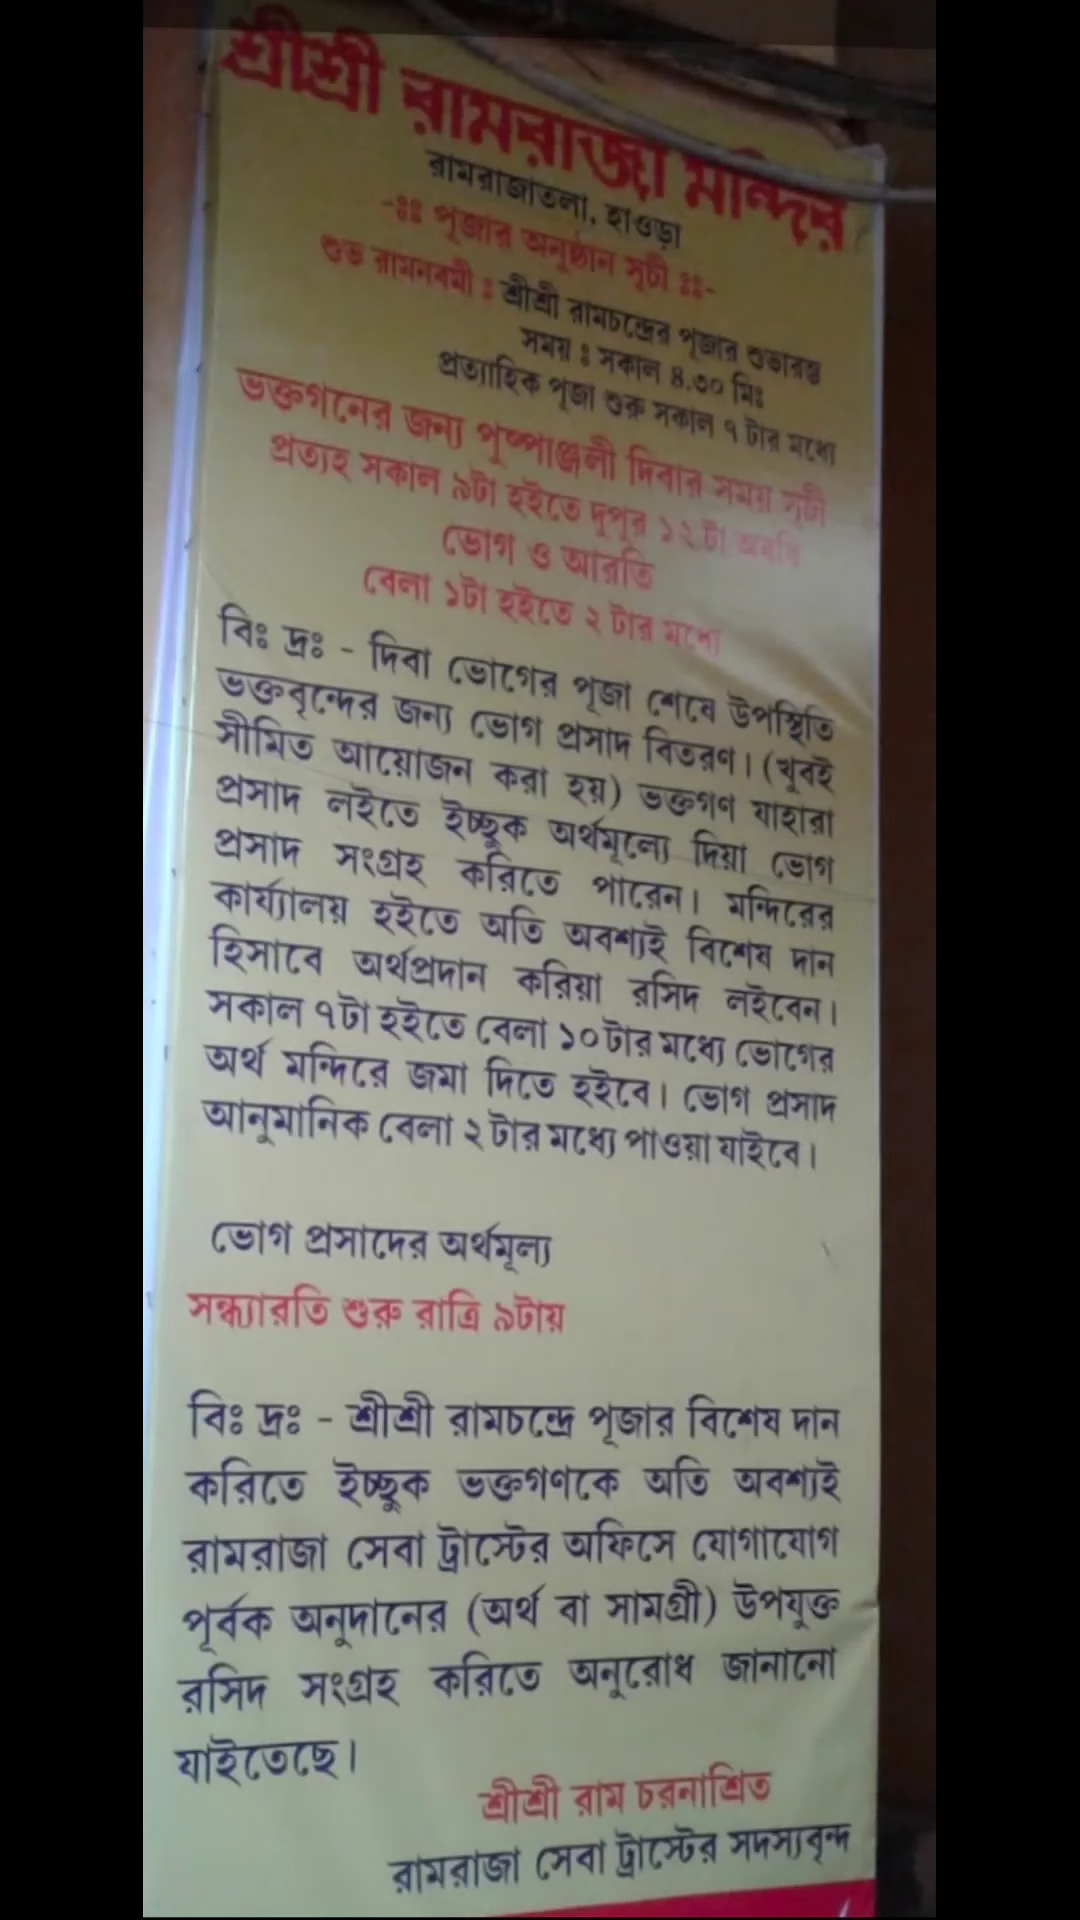 শ্রীশ্রী রামরাজা মন্দির
রামরাজাতলা, হাওড়া
-ঃঃ পূজার অনুষ্ঠান সূচী ঃঃ-
শুভ রামনবমী : শ্রীশ্রী রামচন্দ্রের পূজার শুভারম্ভ
সময় : সকাল ৪.৩০ মিঃ
প্রত্যাহিক পূজা শুরু সকাল ৭ টার মধ্যে
ভক্তগনের জন্য পুষ্পাঞ্জলী দিবার সময় সূচী
প্রত্যহ সকাল ৯টা হইতে দুপুর ১২ টা অবধি
ভোগ ও আরতি
বেলা ১টা হইতে ২ টার মধ্যে
বিঃ দ্রঃ - দিবা ভোগের পূজা শেষে উপস্থিতি
ভক্তবৃন্দের জন্য ভোগ প্রসাদ বিতরণ। (খুবই
সীমিত আয়োজন করা হয়) ভক্তগণ যাহারা
প্রসাদ লইতে ইচ্ছুক অর্থমূল্যে দিয়া ভোগ
প্রসাদ সংগ্রহ করিতে পারেন। মন্দিরের
কার্য্যালয় হইতে অতি অবশ্যই বিশেষ দান
হিসাবে অর্থপ্রদান করিয়া রসিদ লইবেন।
সকাল ৭টা হইতে বেলা ১০টার মধ্যে ভোগের
অর্থ মন্দিরে জমা দিতে হইবে। ভোগ প্রসাদ
আনুমানিক বেলা ২ টার মধ্যে পাওয়া যাইবে।
ভোগ প্রসাদের অর্থমূল্য
সন্ধ্যারতি শুরু রাত্রি ৯টায়
বিঃ দ্রঃ - শ্রীশ্রী রামচন্দ্রে পূজার বিশেষ দান
করিতে ইচ্ছুক ভক্তগণকে অতি অবশ্যই
রামরাজা সেবা ট্রাস্টের অফিসে যোগাযোগ
পূর্বক অনুদানের (অর্থ বা সামগ্রী) উপযুক্ত
রসিদ সংগ্রহ করিতে অনুরোধ জানানো
যাইতেছে।
শ্রীশ্রী রাম চরনাশ্রিত
রামরাজা সেবা ট্রাস্টের সদস্যবৃন্দ